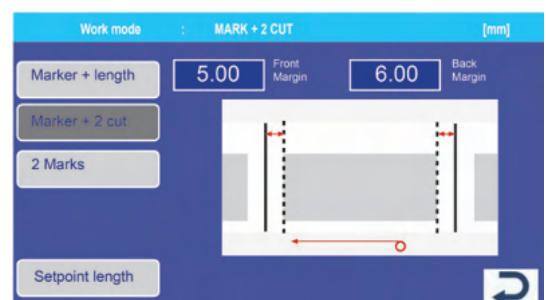 Work mode : MARK + 2 CUT [mm]
Marker + length
5.00 Front Margin
6.00 Back Margin
Marker + 2 cut
2 Marks
Setpoint length